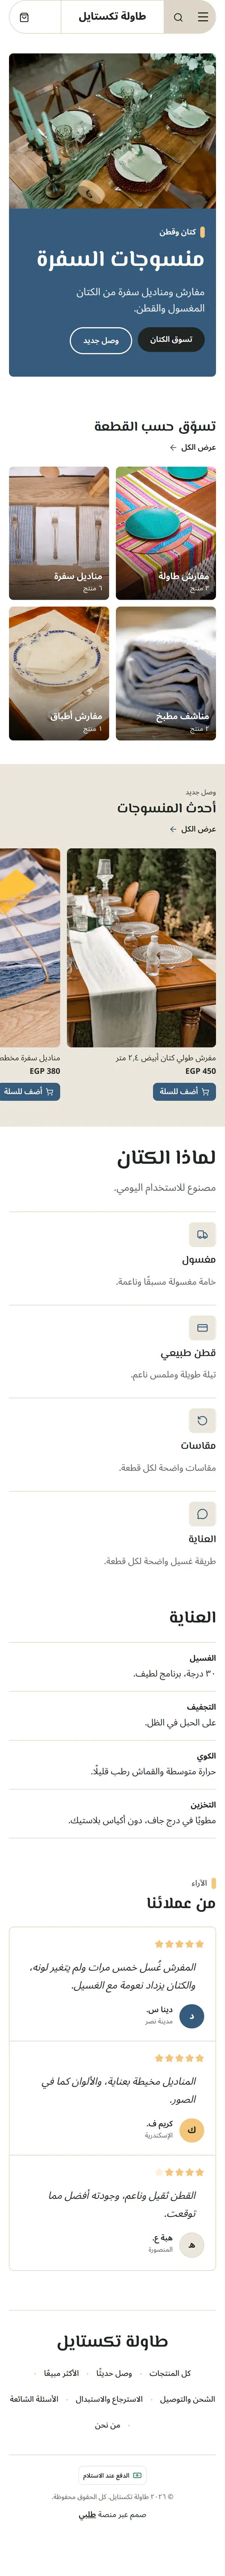 طاولة تكستايل
كتان وقطن
منسوجات السفرة
مفارش ومناديل سفرة من الكتان
المغسول والقطن.
تسوق الكتان
وصل جديد
تسوّق حسب القطعة
عرض الكل
مفارش طاولة
٣ منتج
مناديل سفرة
٦ منتج
مناشف مطبخ
٢ منتج
مفارش أطباق
١ منتج
وصل جديد
أحدث المنسوجات
عرض الكل
مفرش طولي كتان أبيض ٢٫٤ متر
EGP 450
أضف للسلة
مناديل سفرة مخطط
EGP 380
أضف للسلة
لماذا الكتان
مصنوع للاستخدام اليومي.
مغسول
خامة مغسولة مسبقًا وناعمة.
قطن طبيعي
تيلة طويلة وملمس ناعم.
مقاسات
مقاسات واضحة لكل قطعة.
العناية
طريقة غسيل واضحة لكل قطعة.
العناية
الغسيل
٣٠ درجة، برنامج لطيف.
التجفيف
على الحبل في الظل.
الكوي
حرارة متوسطة والقماش رطب قليلًا.
التخزين
مطويًا في درج جاف، دون أكياس بلاستيك.
الآراء
من عملائنا
المفرش غُسل خمس مرات ولم يتغير لونه،
والكتان يزداد نعومة مع الغسيل.
د
دينا س.
مدينة نصر
المناديل مخيطة بعناية، والألوان كما في
الصور.
ك
كريم ف.
الإسكندرية
القطن ثقيل وناعم، وجودته أفضل مما
توقعت.
ه
هبة ع.
المنصورة
طاولة تكستايل
كل المنتجات · وصل حديثًا · الأكثر مبيعًا ·
الشحن والتوصيل · الاسترجاع والاستبدال · الأسئلة الشائعة
· من نحن
الدفع عند الاستلام
© ٢٠٢٦ طاولة تكستايل. كل الحقوق محفوظة.
صمم عبر منصة طلبي